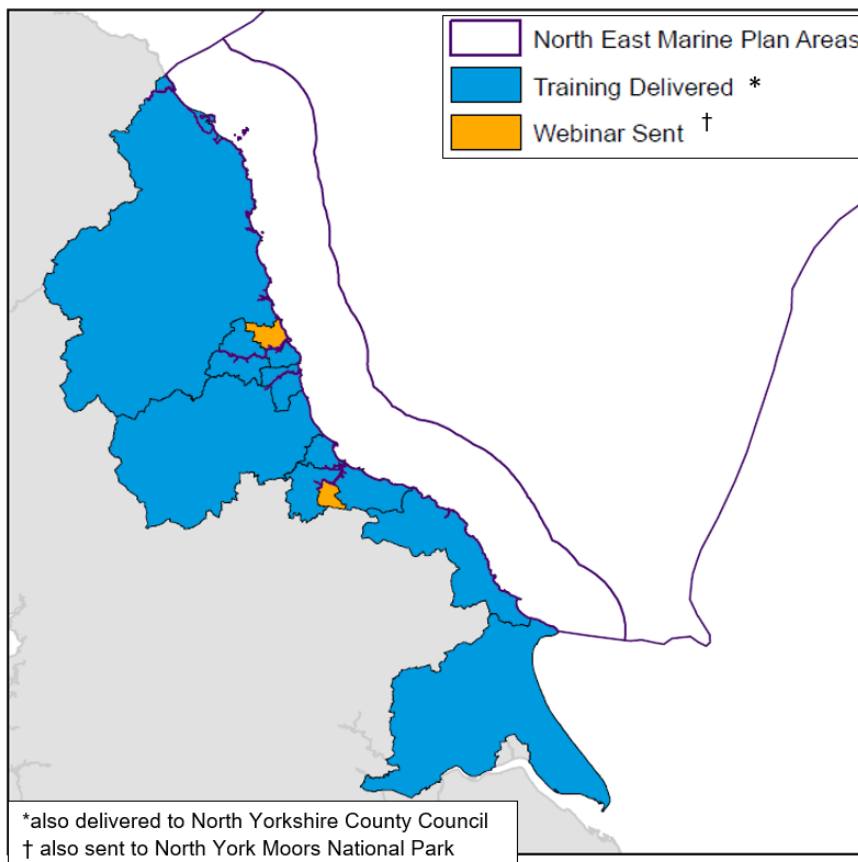 North East Marine Plan Areas
Training Delivered *
Webinar Sent †
*also delivered to North Yorkshire County Council
† also sent to North York Moors National Park